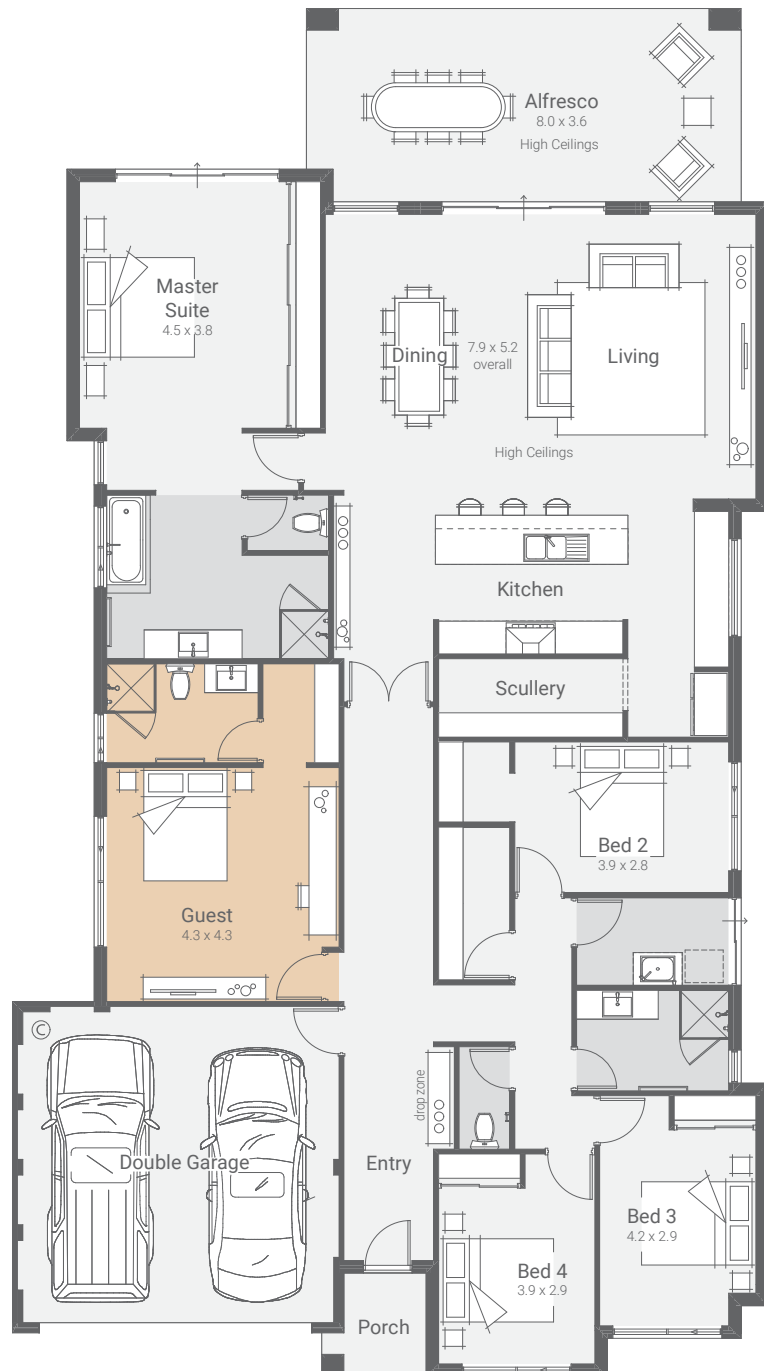 Alfresco
8.0 x 3.6
High Ceilings
Master
Suite
4.5 x 3.8
Dining
7.9 x 5.2
overall
Living
High Ceilings
Kitchen
Scullery
Bed 2
3.9 x 2.8
Guest
4.3 x 4.3
C
drop zone
Double Garage
Entry
Bed 3
4.2 x 2.9
Bed 4
3.9 x 2.9
Porch